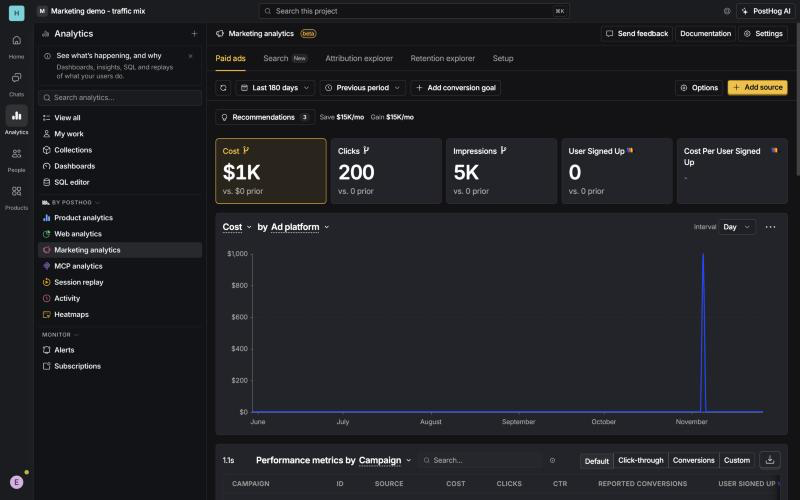 H
M Marketing demo - traffic mix
Search this project
⌘K
PostHog AI
Home
Chats
Analytics
People
Products
E
Analytics
See what's happening, and why
Dashboards, insights, SQL, and replays
of what your users do.
Search analytics...
View all
My work
Collections
Dashboards
SQL editor
BY POSTHOG
Product analytics
Web analytics
Marketing analytics
MCP analytics
Session replay
Activity
Heatmaps
MONITOR
Alerts
Subscriptions
Marketing analytics beta
Send feedback
Documentation
Settings
Paid ads
Search New
Attribution explorer
Retention explorer
Setup
Last 180 days
Previous period
Add conversion goal
Options
Add source
Recommendations 3
Save $15K/mo Gain $15K/mo
Cost
$1K
vs. $0 prior
Clicks
200
vs. 0 prior
Impressions
5K
vs. 0 prior
User Signed Up
0
vs. 0 prior
Cost Per User Signed
Up
-
Cost by Ad platform
Interval Day
$1,000
$800
$600
$400
$200
$0
June July August September October November
1.1s
Performance metrics by Campaign
Search...
Default Click-through Conversions Custom
CAMPAIGN ID SOURCE COST CLICKS CTR REPORTED CONVERSIONS USER SIGNED UP